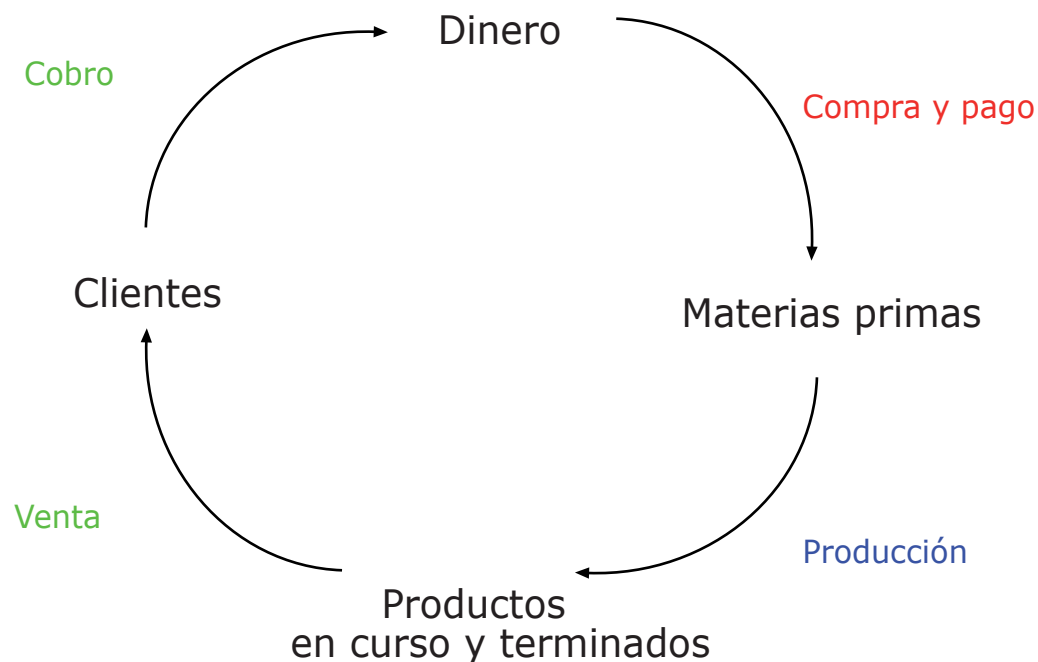 Dinero
Cobro
Compra y pago
Clientes
Materias primas
Venta
Producción
Productos
en curso y terminados